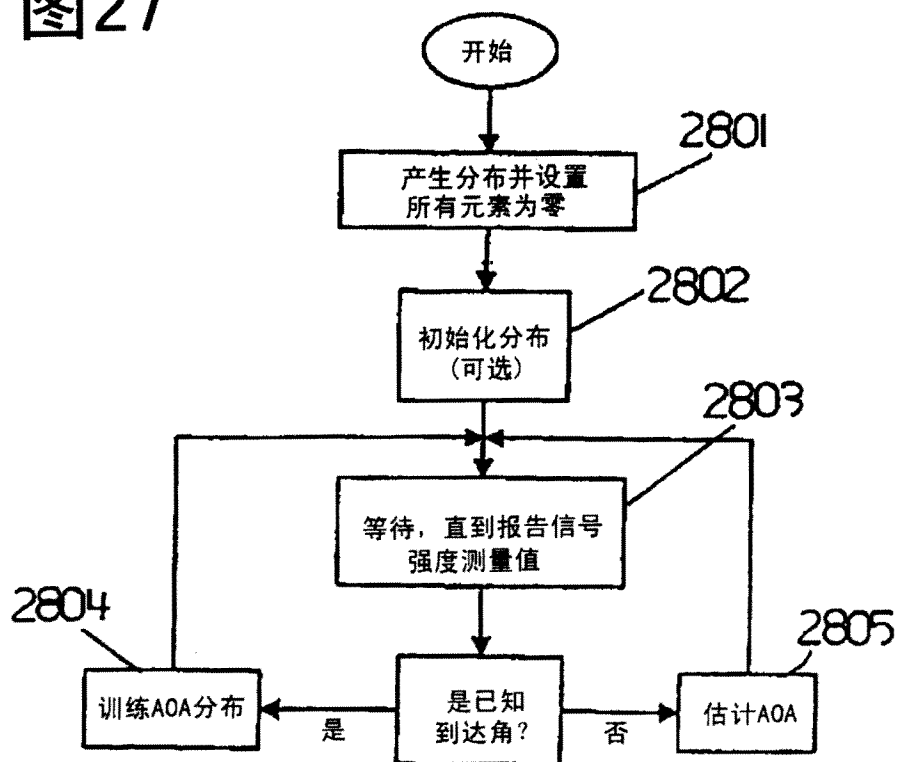 图27
开始
2801
产生分布并设置
所有元素为零
2802
初始化分布
(可选)
2803
等待，直到报告信号
强度测量值
2804
2805
训练AOA分布
是
是已知
到达角?
否
估计AOA